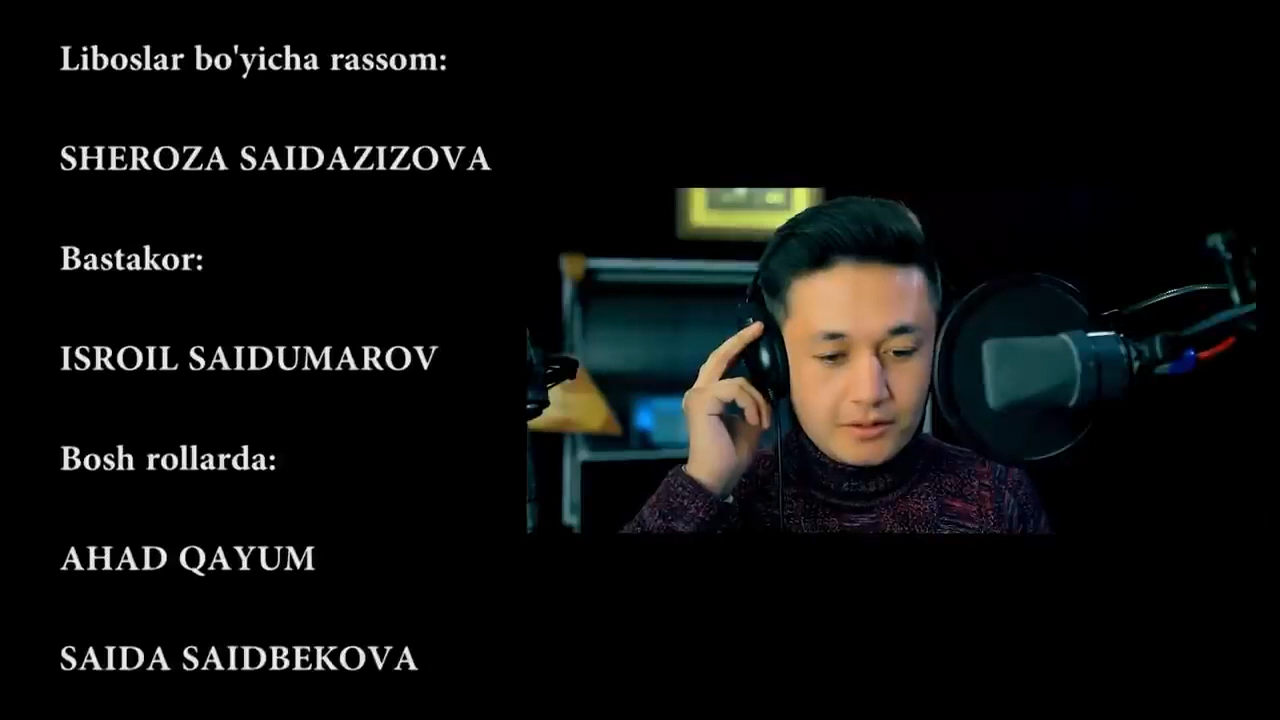 Liboslar bo'yicha rassom:
SHEROZA SAIDAZIZOVA
Bastakor:
ISROIL SAIDUMAROV
Bosh rollarda:
AHAD QAYUM
SAIDA SAIDBEKOVA